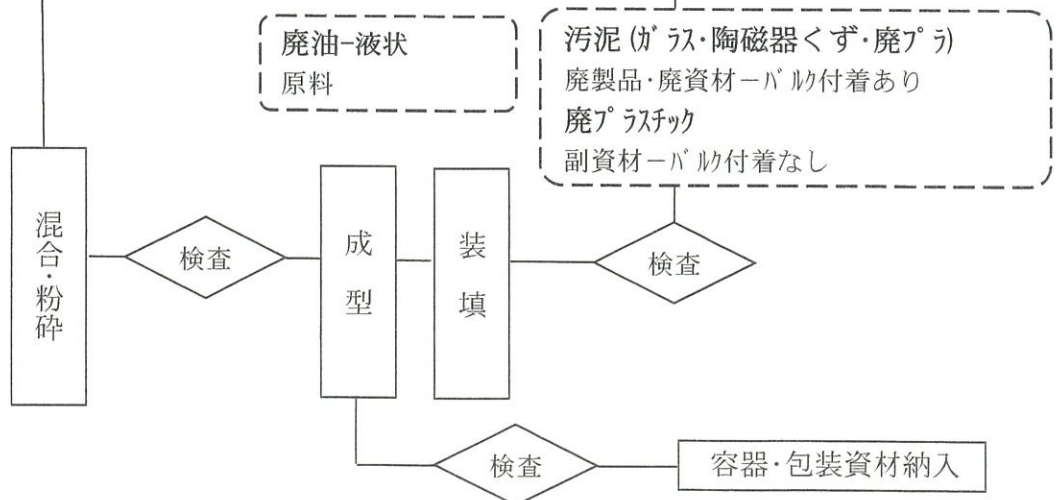 廃油-液状
原料
汚泥(ｶﾞﾗｽ・陶磁器くず・廃ﾌﾟﾗ)
廃製品・廃資材ーﾊﾞﾙｸ付着あり
廃ﾌﾟﾗｽﾁｯｸ
副資材ーﾊﾞﾙｸ付着なし
混合・粉砕
検査
成型
装填
検査
検査
容器・包装資材納入